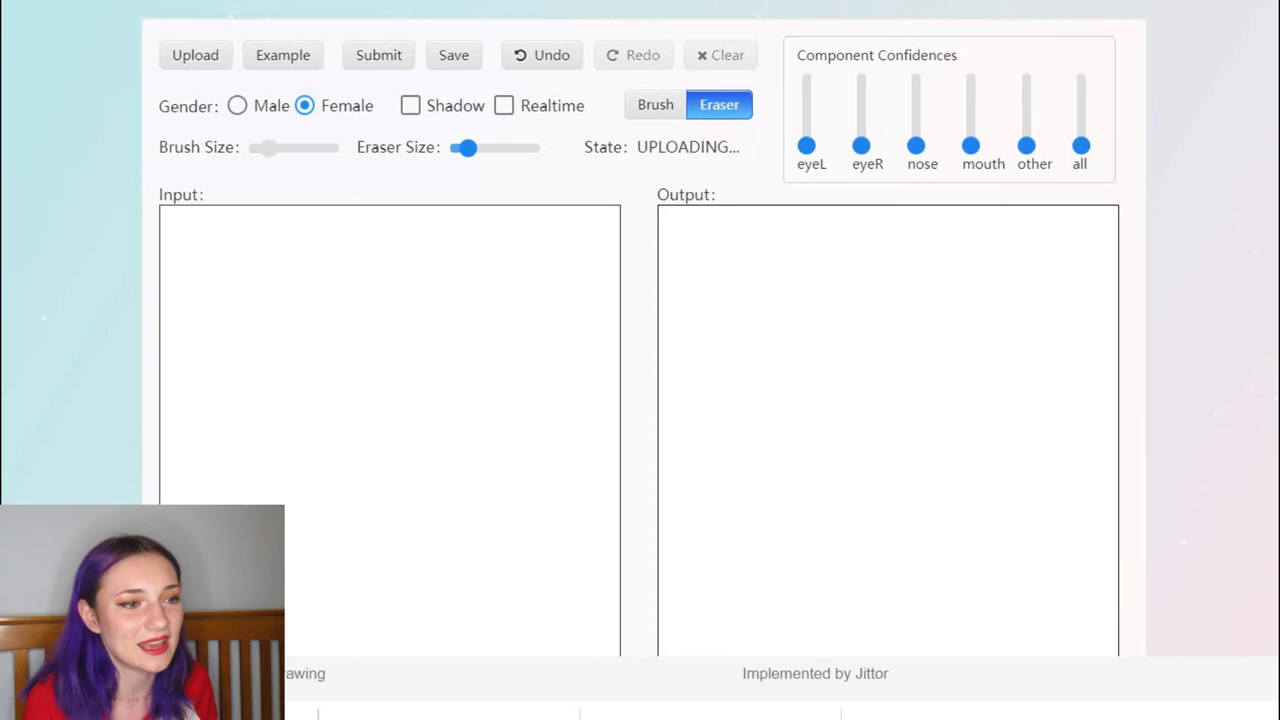 Upload Example Submit Save Undo Redo Clear
Component Confidences
Gender: Male Female Shadow Realtime Brush Eraser
Brush Size: Eraser Size: State: UPLOADING...
eyeL eyeR nose mouth other all
Input: Output:
rawing Implemented by Jittor